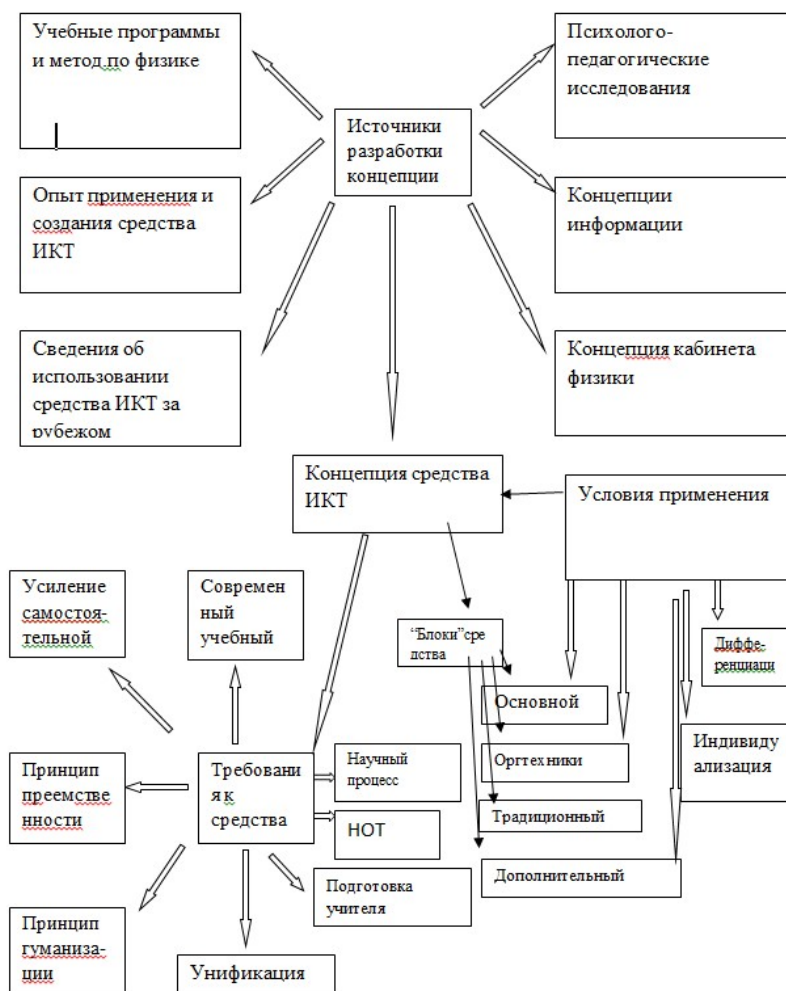 Учебные программы
и метод.по физике
Психолого-
педагогические
исследования
Источники
разработки
концепции
Опыт применения и
создания средства
ИКТ
Концепции
информации
Сведения об
использовании
средства ИКТ за
рубежом
Концепция кабинета
физики
Концепция средства
ИКТ
Условия применения
Усиление
самостоя-
тельной
Современ
ный
учебный
“Блоки”сре
дства
Диффе-
ренциаци
Основной
Индивиду
ализация
Оргтехники
Традиционный
Дополнительный
Принцип
преемстве
нности
Требовани
я к
средства
Научный
процесс
НОТ
Подготовка
учителя
Принцип
гуманиза-
ции
Унификация